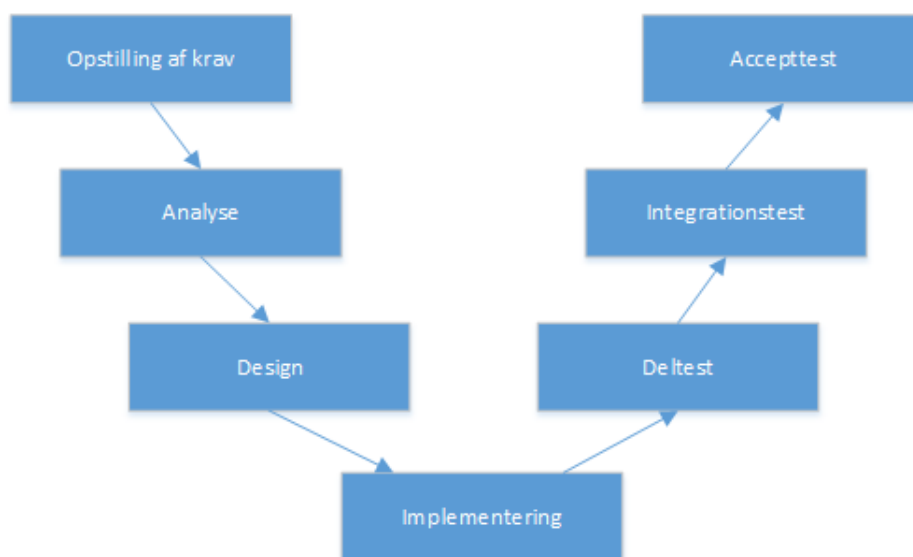 Opstilling af krav
Accepttest
Analyse
Integrationstest
Design
Deltest
Implementering